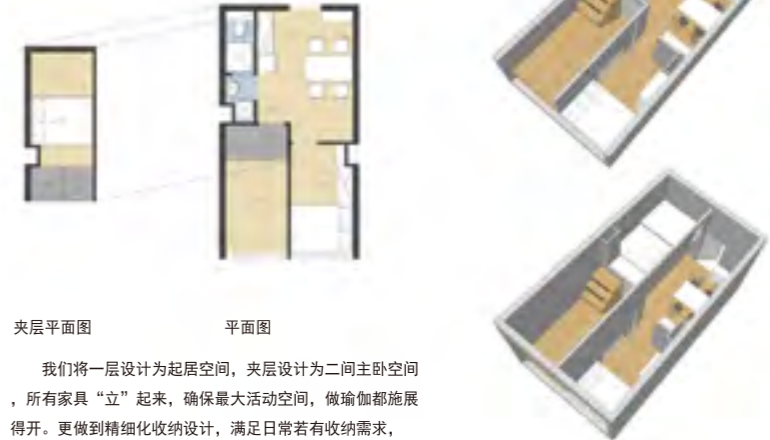 夹层平面图
平面图
我们将一层设计为起居空间，夹层设计为二间主卧空间
，所有家具“立”起来，确保最大活动空间，做瑜伽都施展
得开。更做到精细化收纳设计，满足日常若有收纳需求，